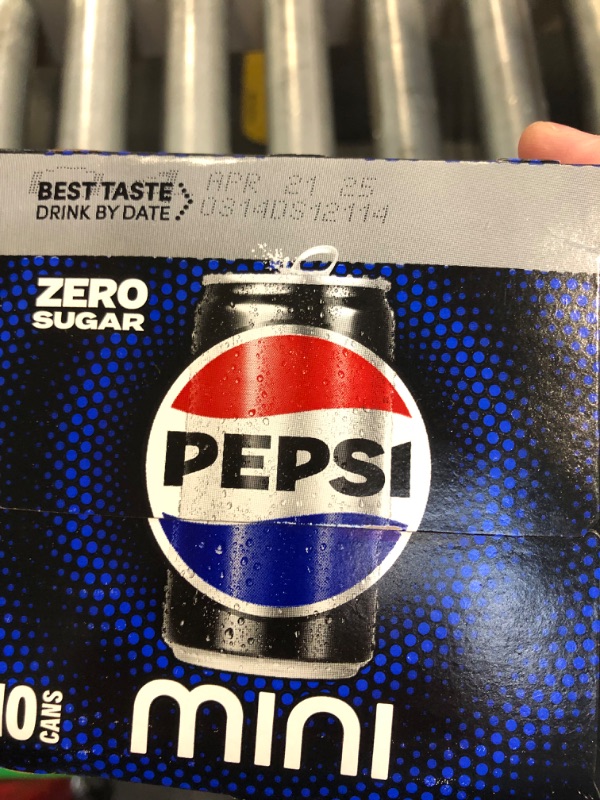 BEST TASTE
DRINK BY DATE
APR 21 25
0314DS12114
ZERO
SUGAR
PEPSI
10
CANS
mini